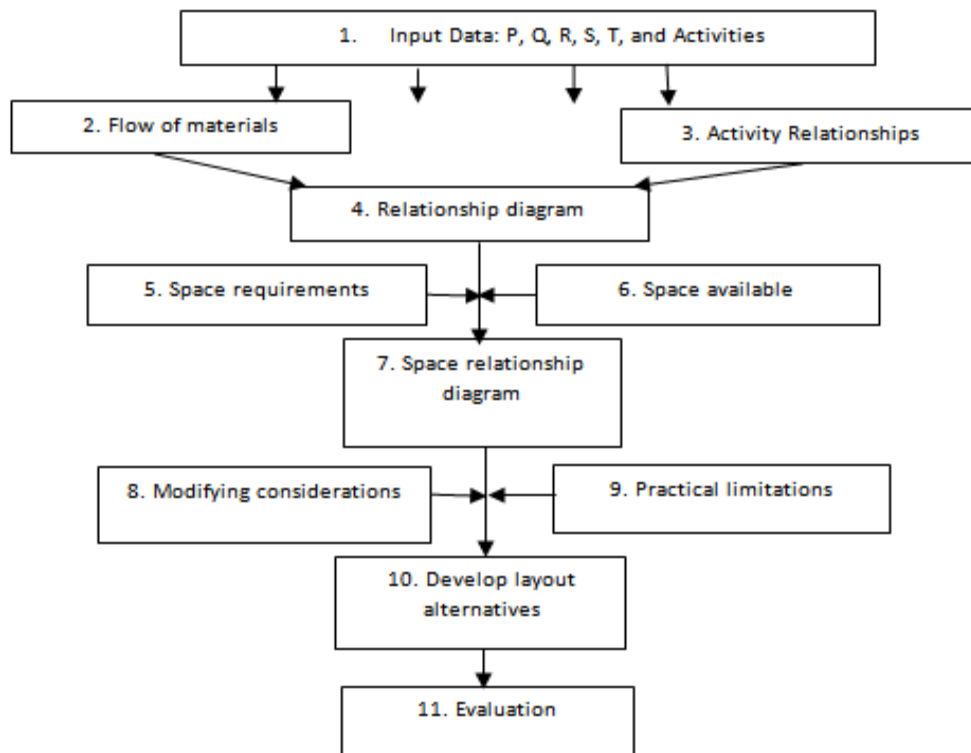 1. Input Data: P, Q, R, S, T, and Activities
2. Flow of materials
3. Activity Relationships
4. Relationship diagram
5. Space requirements
6. Space available
7. Space relationship
diagram
8. Modifying considerations
9. Practical limitations
10. Develop layout
alternatives
11. Evaluation